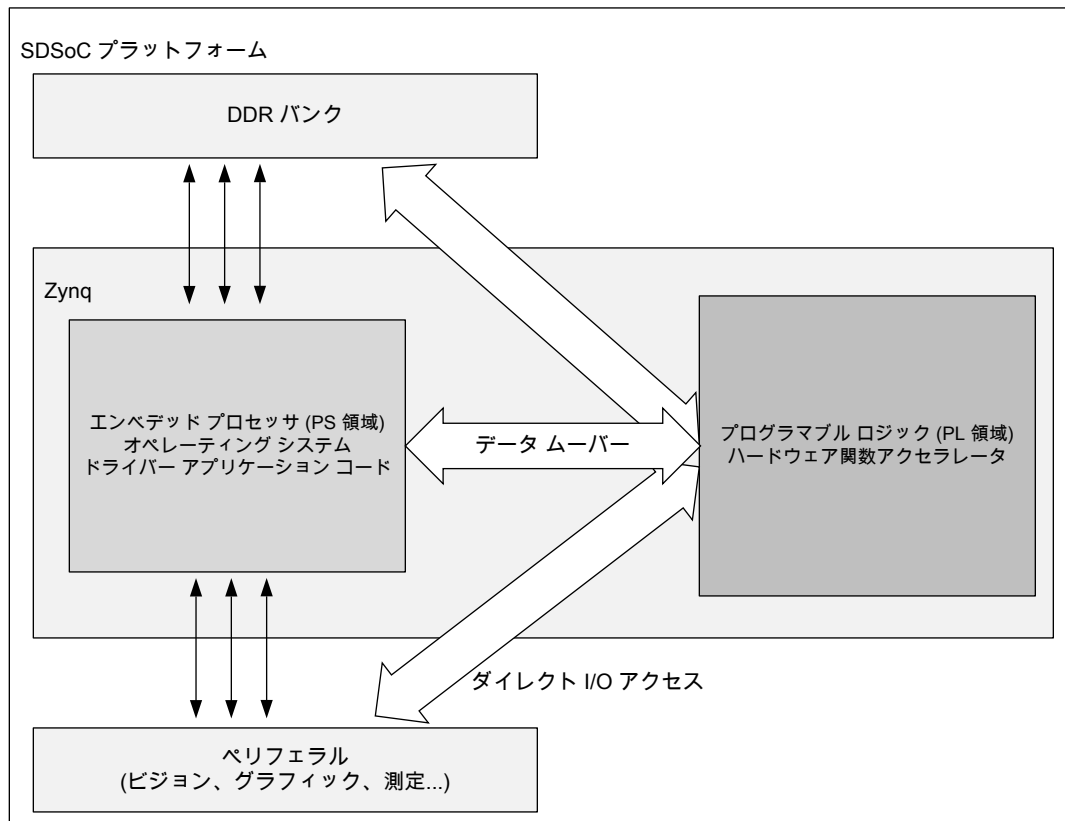 SDSoC プラットフォーム
DDR バンク
Zynq
エンベデッド プロセッサ (PS 領域)
オペレーティング システム
ドライバー アプリケーション コード
データ ムーバー
プログラマブル ロジック (PL 領域)
ハードウェア関数アクセラレータ
ダイレクト I/O アクセス
ペリフェラル
(ビジョン、グラフィック、測定...)